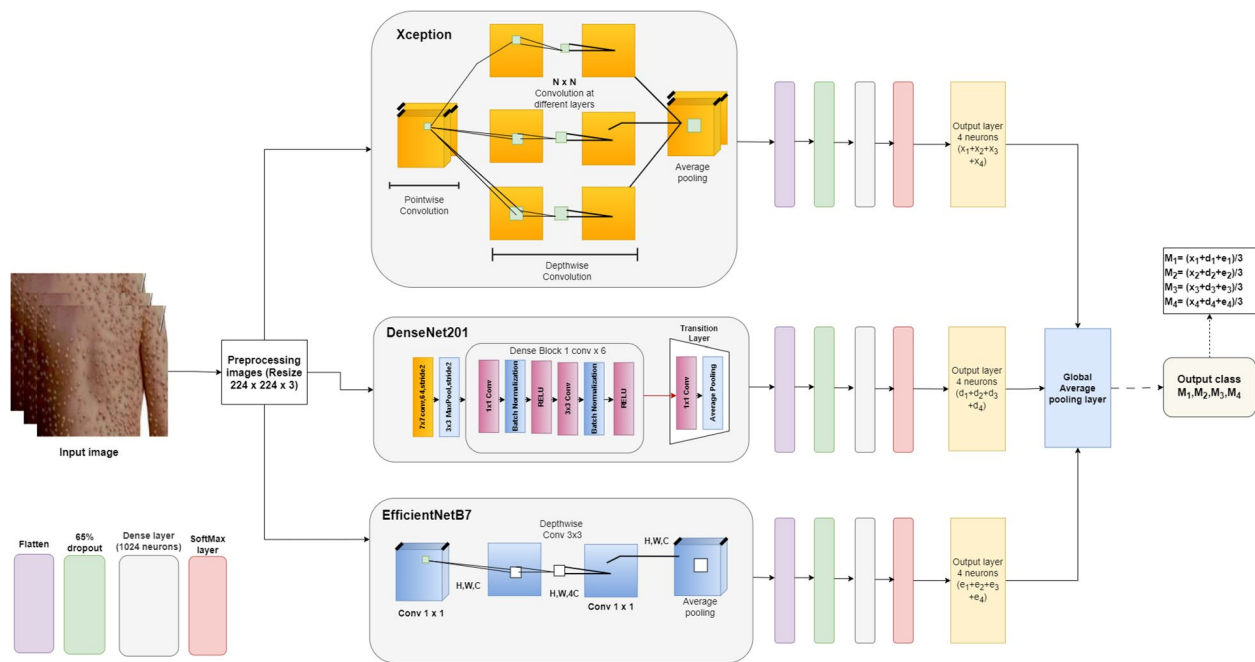 Xception
N x N
Convolution at
different layers
Pointwise
Convolution
Depthwise
Convolution
Average
pooling
Output layer
4 neurons
(x₁+x₂+x₃
+x₄)
Input image
Preprocessing
images (Resize
224 x 224 x 3)
DenseNet201
7x7conv,64,stride2
3x3 MaxPool,stride2
Dense Block 1 conv x 6
1x1 Conv
Batch Normalization
RELU
3x3 Conv
Batch Normalization
RELU
Transition
Layer
1x1 Conv
Average Pooling
Output layer
4 neurons
(d₁+d₂+d₃
+d₄)
Global
Average
pooling layer
M₁= (x₁+d₁+e₁)/3
M₂= (x₂+d₂+e₂)/3
M₃= (x₃+d₃+e₃)/3
M₄= (x₄+d₄+e₄)/3
Output class
M₁,M₂,M₃,M₄
EfficientNetB7
Depthwise
Conv 3x3
H,W,C
H,W,C
H,W,4C
Conv 1 x 1
Conv 1 x 1
Average
pooling
Output layer
4 neurons
(e₁+e₂+e₃
+e₄)
Flatten
65%
dropout
Dense layer
(1024 neurons)
SoftMax
layer